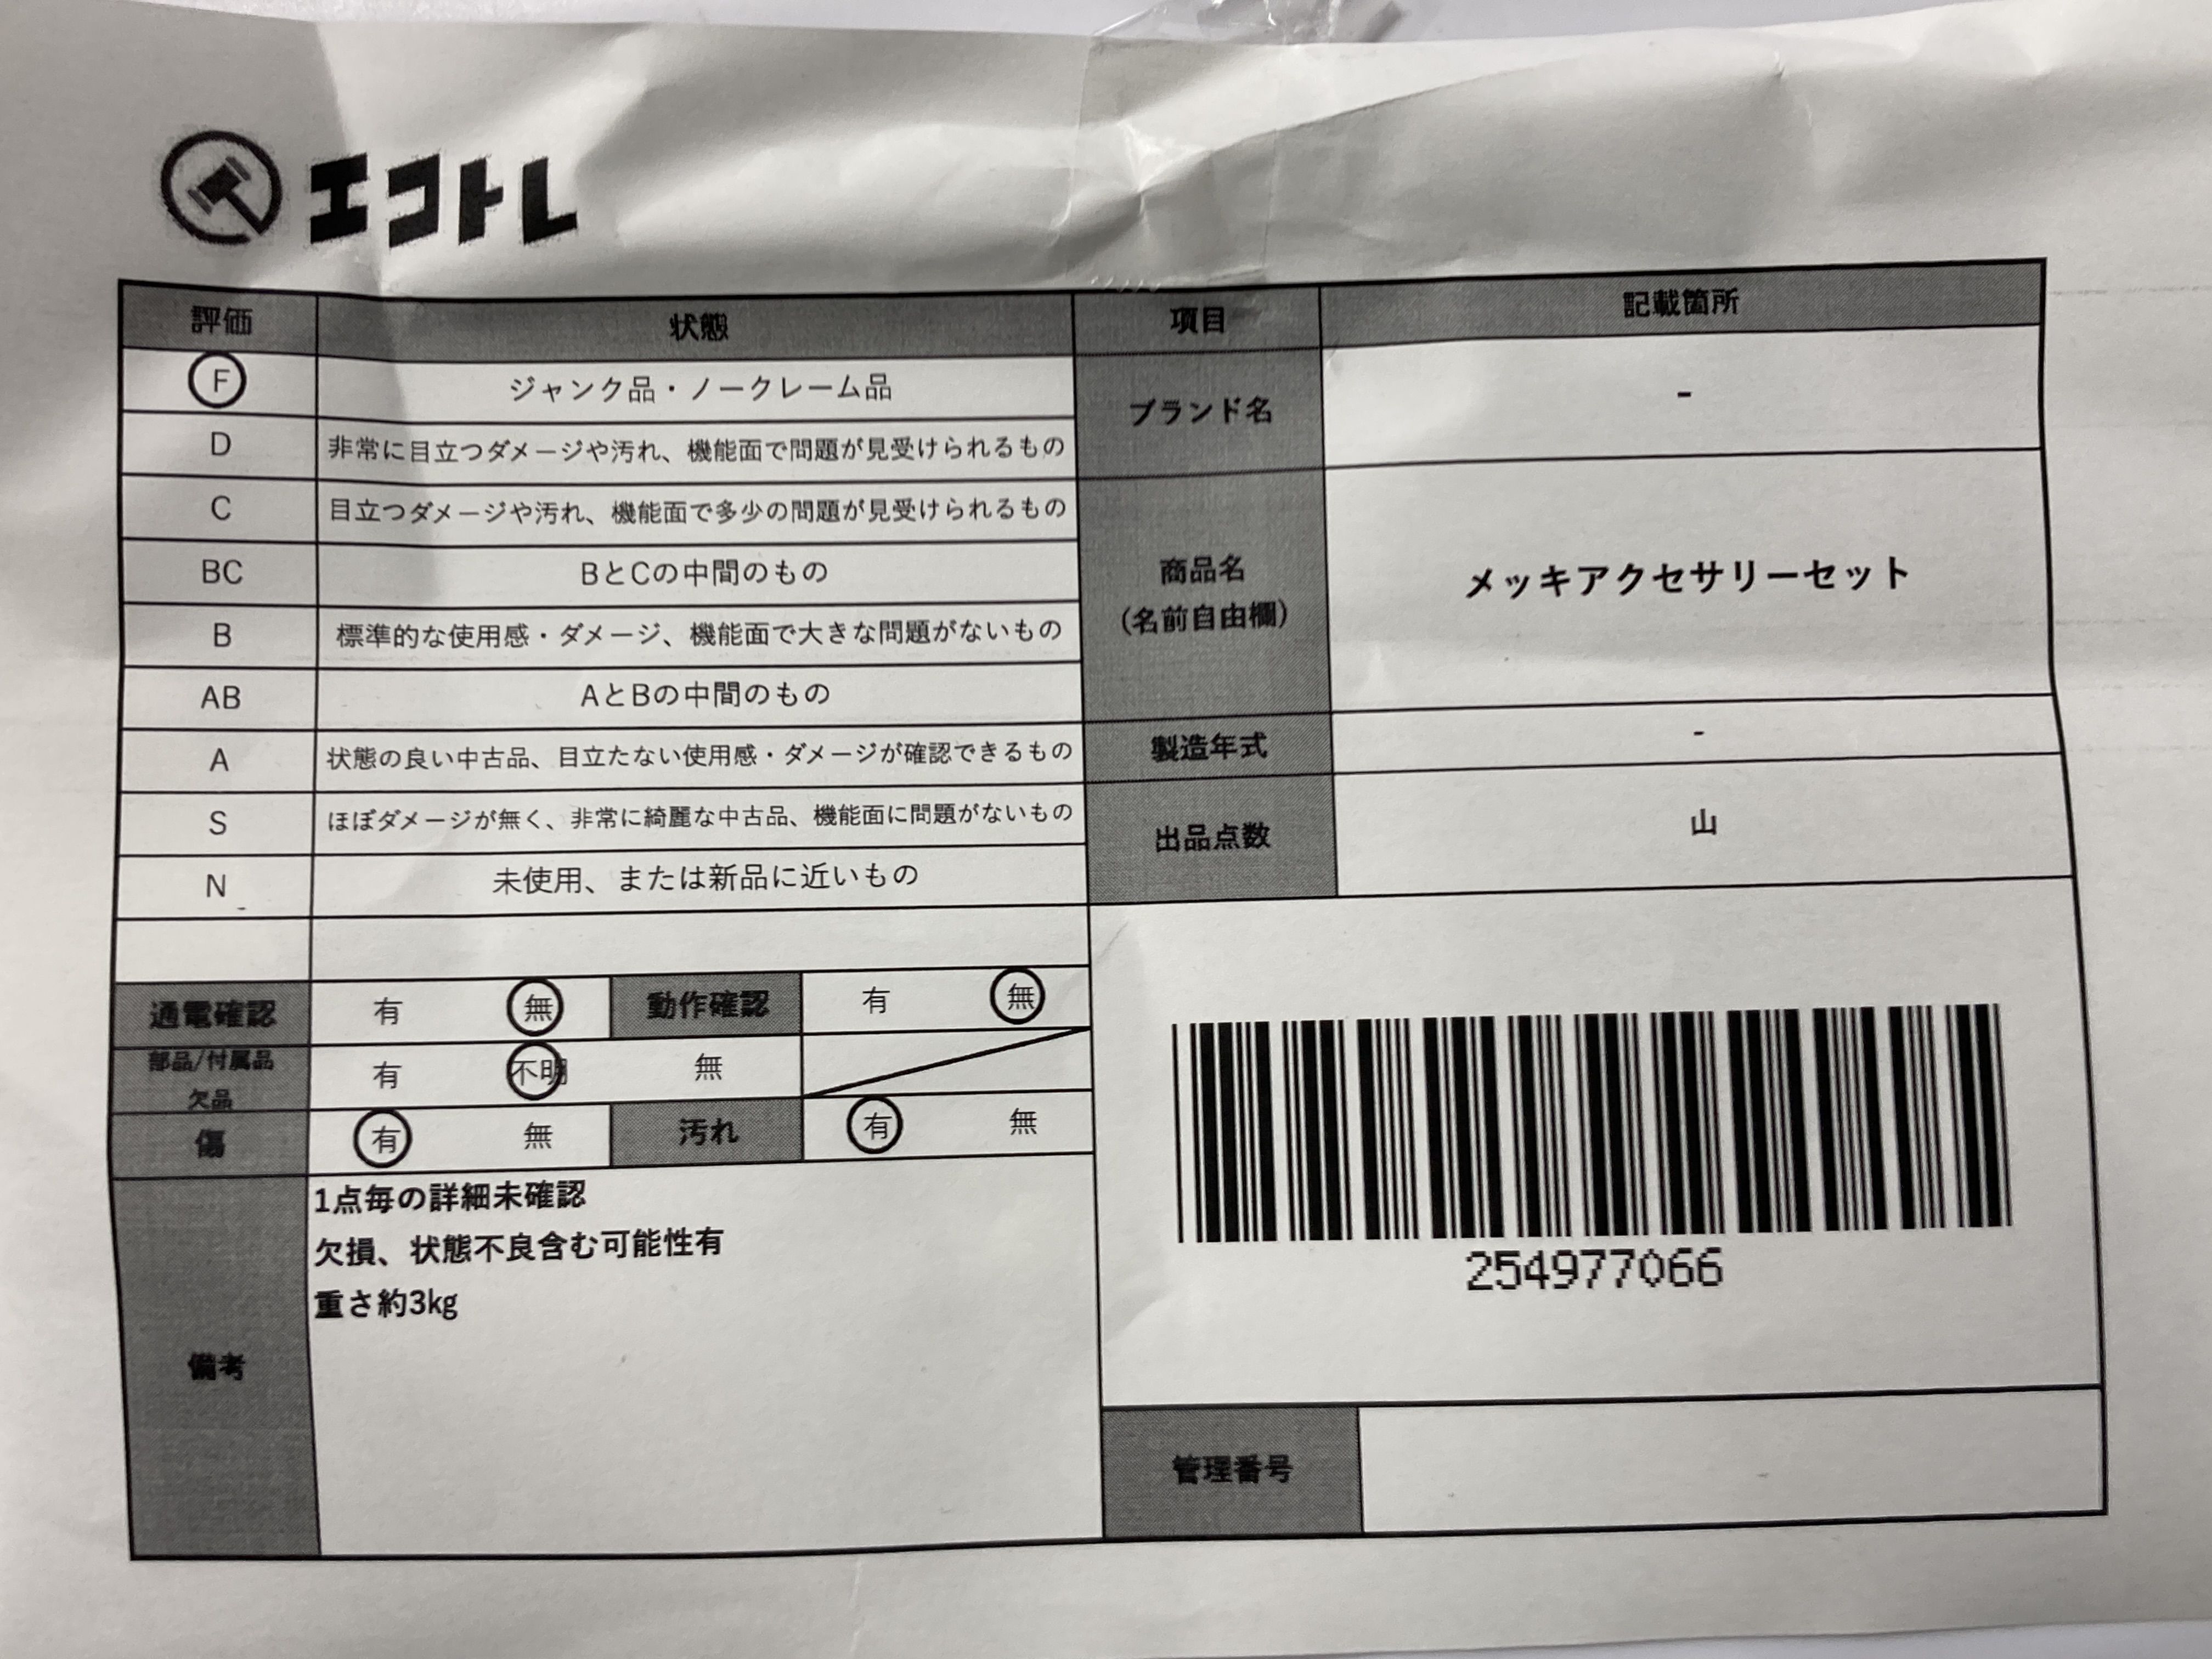 エコトレ
評価 状態 項目 記載箇所
F ジャンク品・ノークレーム品
D 非常に目立つダメージや汚れ、機能面で問題が見受けられるもの
C 目立つダメージや汚れ、機能面で多少の問題が見受けられるもの
BC BとCの中間のもの
B 標準的な使用感・ダメージ、機能面で大きな問題がないもの
AB AとBの中間のもの
A 状態の良い中古品、目立たない使用感・ダメージが確認できるもの
S ほぼダメージが無く、非常に綺麗な中古品、機能面に問題がないもの
N 未使用、または新品に近いもの
ブランド名 -
商品名
(名前自由欄)
メッキアクセサリーセット
製造年式 -
出品点数 山
通電確認 有 無 動作確認 有 無
部品/付属品
欠品
有 不明 無
傷 有 無 汚れ 有 無
備考
1点毎の詳細未確認
欠損、状態不良含む可能性有
重さ約3kg
254977066
管理番号